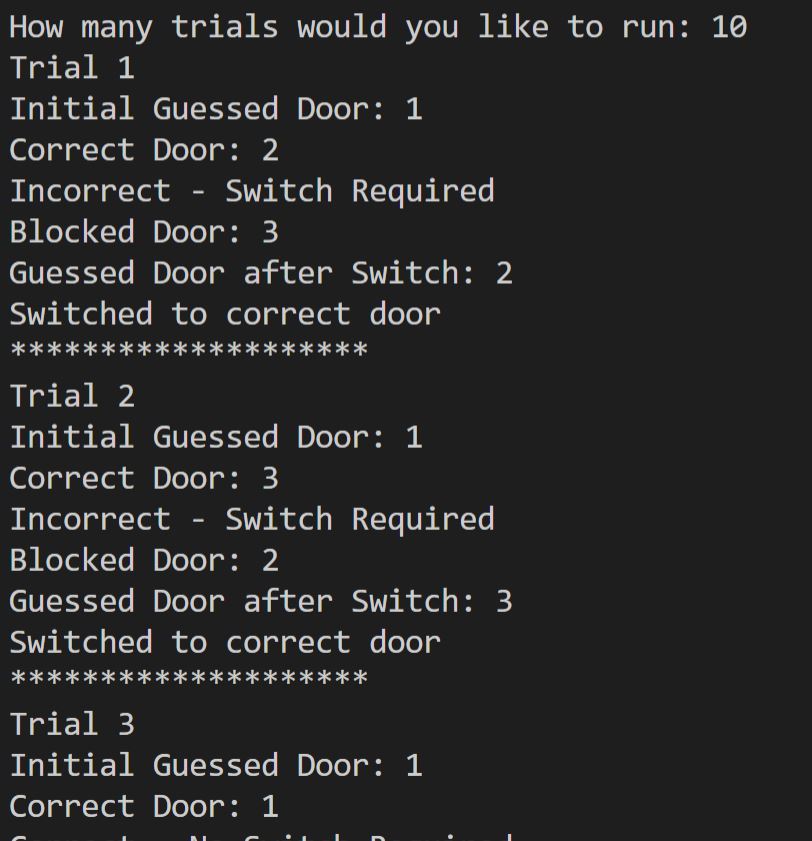 How many trials would you like to run: 10
Trial 1
Initial Guessed Door: 1
Correct Door: 2
Incorrect - Switch Required
Blocked Door: 3
Guessed Door after Switch: 2
Switched to correct door
********************
Trial 2
Initial Guessed Door: 1
Correct Door: 3
Incorrect - Switch Required
Blocked Door: 2
Guessed Door after Switch: 3
Switched to correct door
********************
Trial 3
Initial Guessed Door: 1
Correct Door: 1